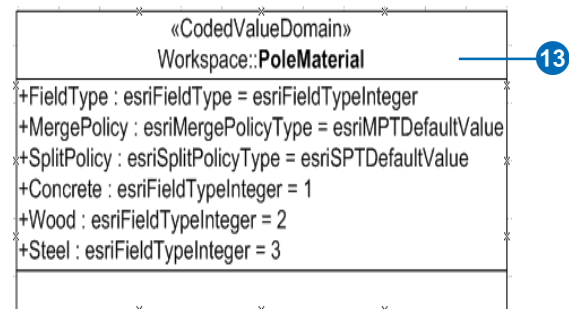 «CodedValueDomain»
Workspace::PoleMaterial
13
+FieldType : esriFieldType = esriFieldTypeInteger
+MergePolicy : esriMergePolicyType = esriMPTDefaultValue
+SplitPolicy : esriSplitPolicyType = esriSPTDefaultValue
+Concrete : esriFieldTypeInteger = 1
+Wood : esriFieldTypeInteger = 2
+Steel : esriFieldTypeInteger = 3